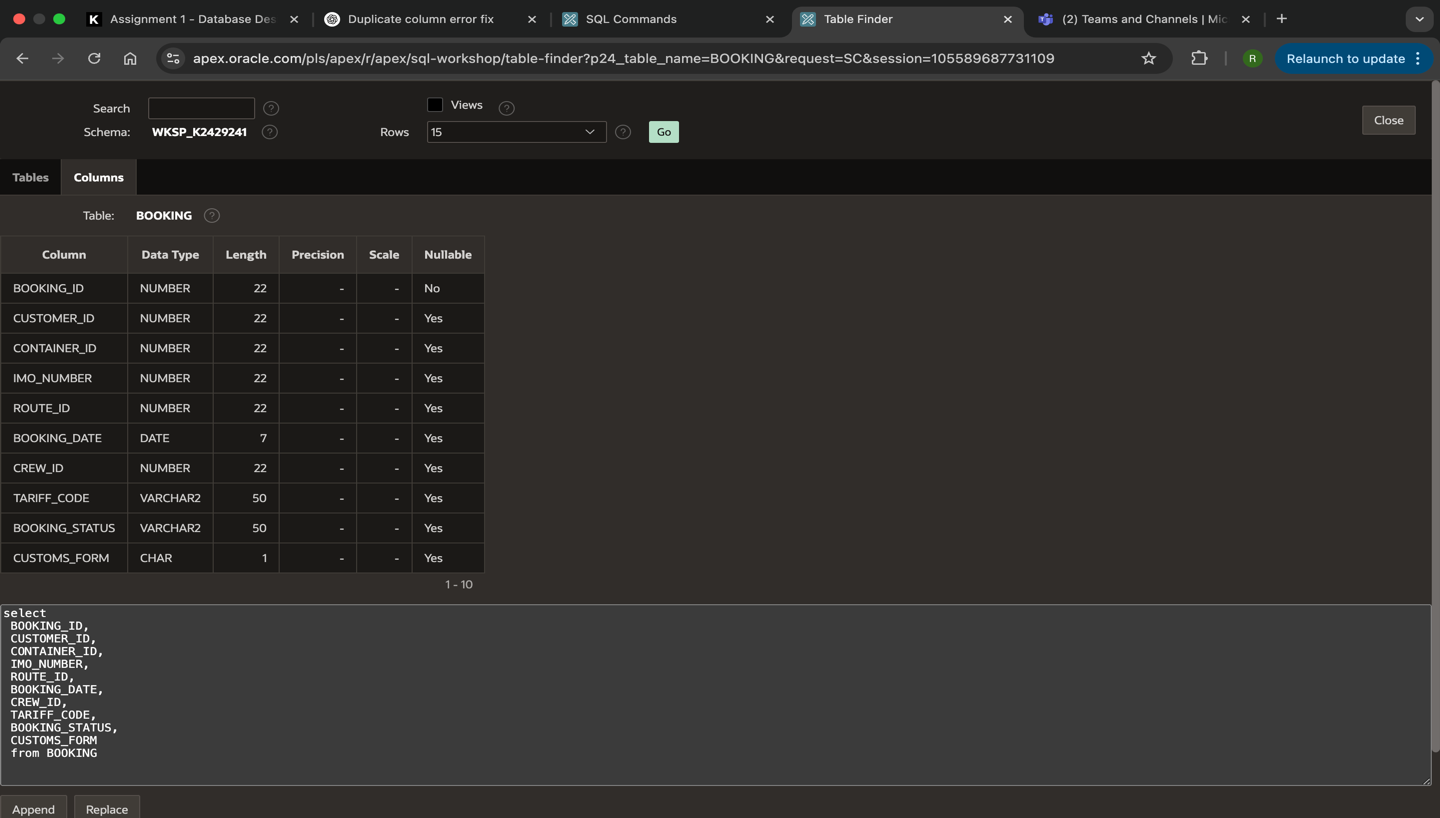 Assignment 1 - Database Des
Duplicate column error fix
SQL Commands
Table Finder
(2) Teams and Channels | Mic
apex.oracle.com/pls/apex/r/apex/sql-workshop/table-finder?p24_table_name=BOOKING&request=SC&session=105589687731109
R
Relaunch to update
Search
Views
Schema: WKSP_K2429241
Rows 15
Go
Close
Tables Columns
Table: BOOKING
Column Data Type Length Precision Scale Nullable
BOOKING_ID NUMBER 22 - - No
CUSTOMER_ID NUMBER 22 - - Yes
CONTAINER_ID NUMBER 22 - - Yes
IMO_NUMBER NUMBER 22 - - Yes
ROUTE_ID NUMBER 22 - - Yes
BOOKING_DATE DATE 7 - - Yes
CREW_ID NUMBER 22 - - Yes
TARIFF_CODE VARCHAR2 50 - - Yes
BOOKING_STATUS VARCHAR2 50 - - Yes
CUSTOMS_FORM CHAR 1 - - Yes
1 - 10
select
BOOKING_ID,
CUSTOMER_ID,
CONTAINER_ID,
IMO_NUMBER,
ROUTE_ID,
BOOKING_DATE,
CREW_ID,
TARIFF_CODE,
BOOKING_STATUS,
CUSTOMS_FORM
from BOOKING
Append Replace